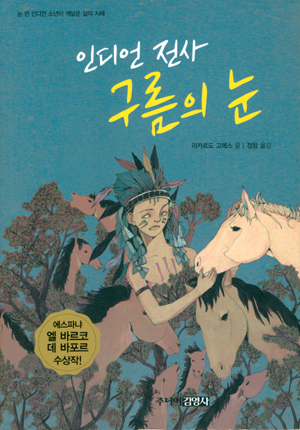 눈 먼 인디언 소년이 깨달은 삶의 지혜
인디언 전사
구름의 눈
리카르도 고메스 글 | 정창 옮김
에스파냐
엘 바르코
데 바포르
수상작!
주니어김영사